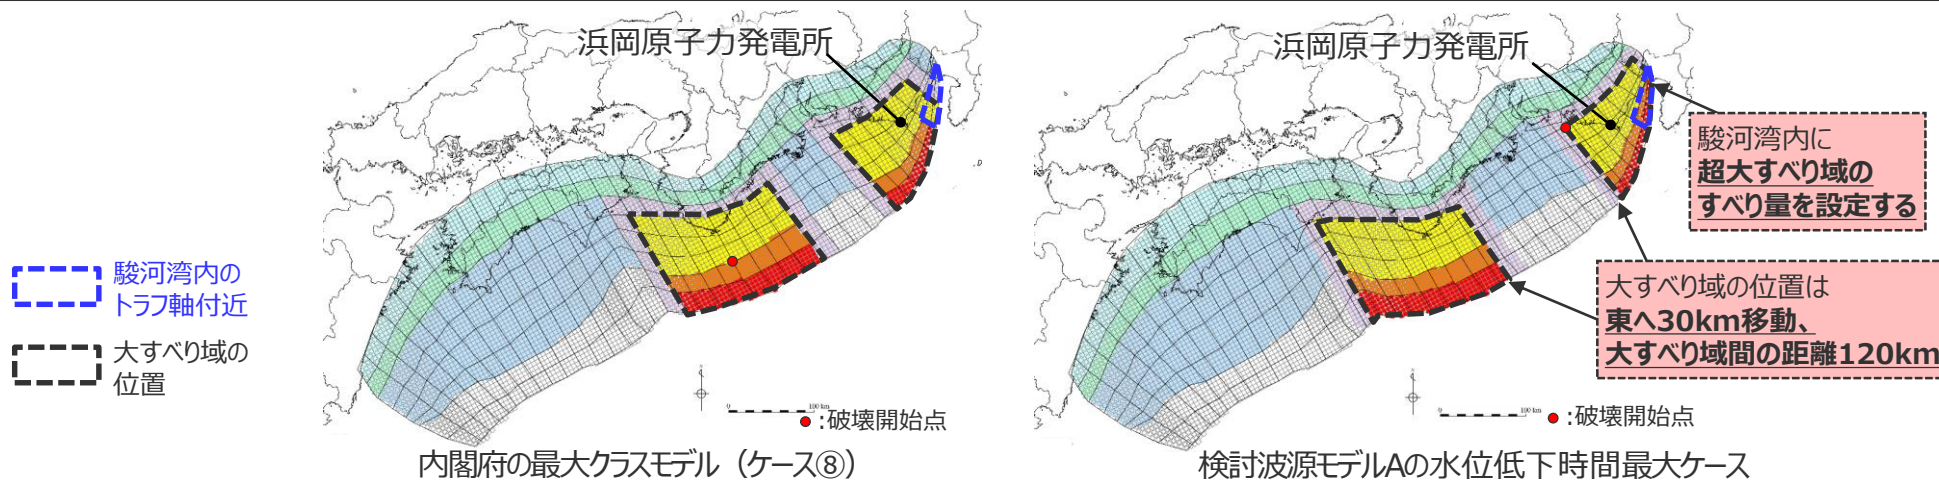 浜岡原子力発電所
浜岡原子力発電所
駿河湾内に
超大すべり域の
すべり量を設定する
駿河湾内の
トラフ軸付近
大すべり域の
位置
大すべり域の位置は
東へ30km移動、
大すべり域間の距離120km
0 100 km
:破壊開始点
0 100 km
:破壊開始点
内閣府の最大クラスモデル（ケース⑧）
検討波源モデルAの水位低下時間最大ケース